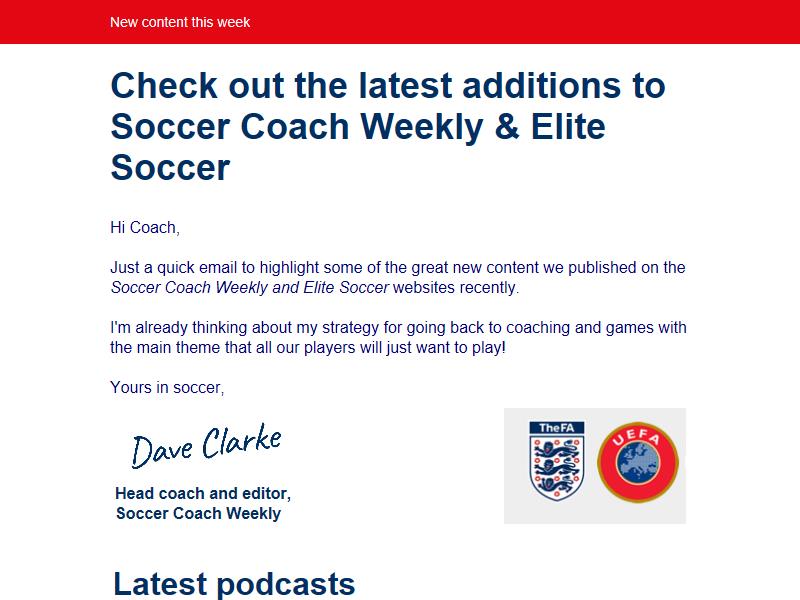 New content this week
Check out the latest additions to
Soccer Coach Weekly & Elite
Soccer
Hi Coach,
Just a quick email to highlight some of the great new content we published on the
Soccer Coach Weekly and Elite Soccer websites recently.
I'm already thinking about my strategy for going back to coaching and games with
the main theme that all our players will just want to play!
Yours in soccer,
Dave Clarke
TheFA
UEFA
Head coach and editor,
Soccer Coach Weekly
Latest podcasts